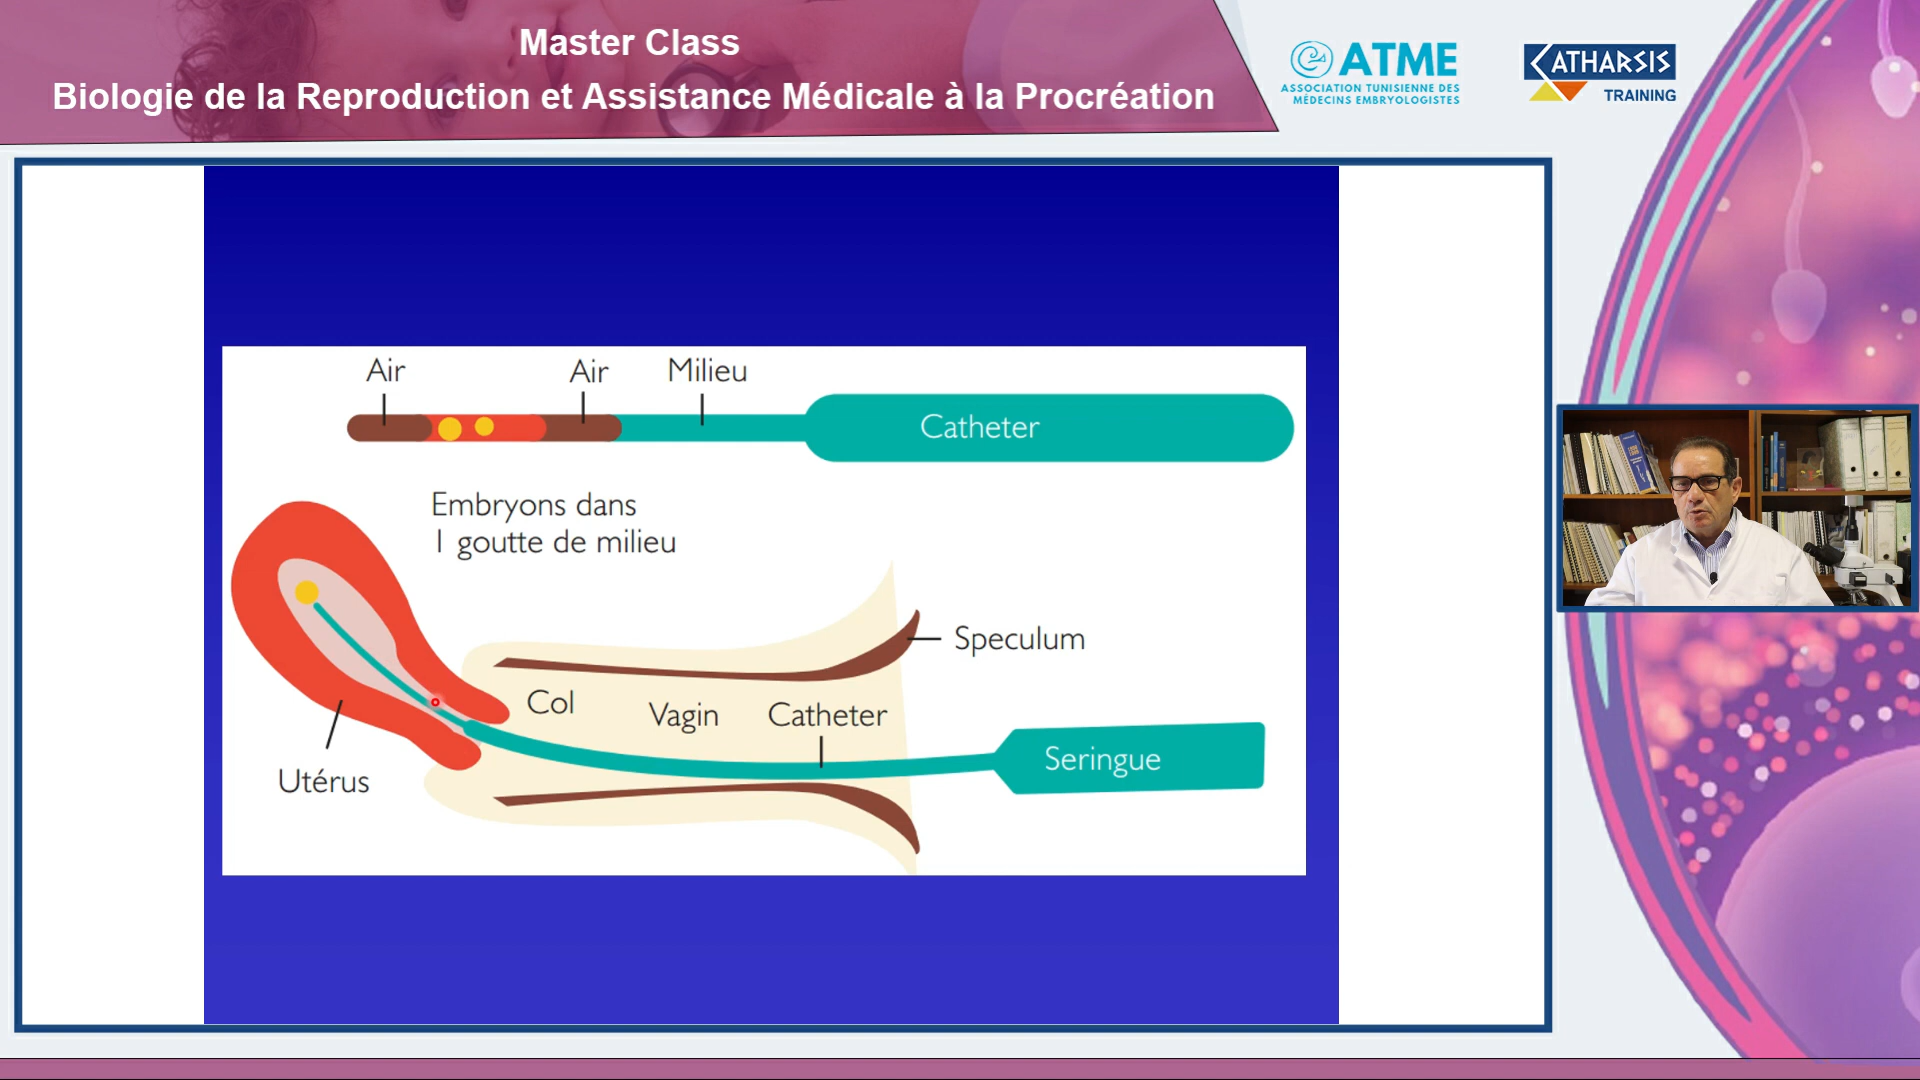 Master Class
Biologie de la Reproduction et Assistance Médicale à la Procréation
ATME
ASSOCIATION TUNISIENNE DES
MÉDECINS EMBRYOLOGISTES
CATHARSIS
TRAINING
Air
Air
Milieu
Catheter
Embryons dans
1 goutte de milieu
Speculum
Col
Vagin
Catheter
Seringue
Utérus